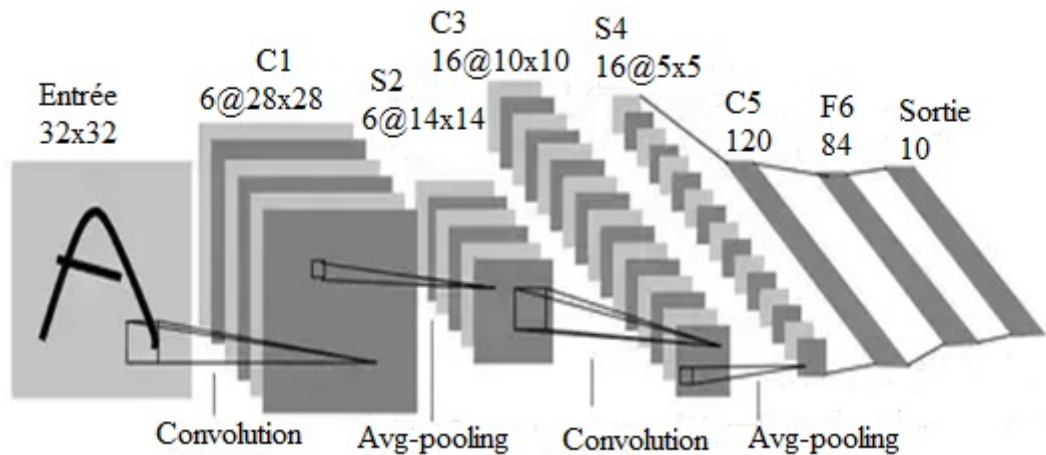 Entrée
32x32
C1
6@28x28
S2
6@14x14
C3
16@10x10
S4
16@5x5
C5
120
F6
84
Sortie
10
A
Convolution
Avg-pooling
Convolution
Avg-pooling